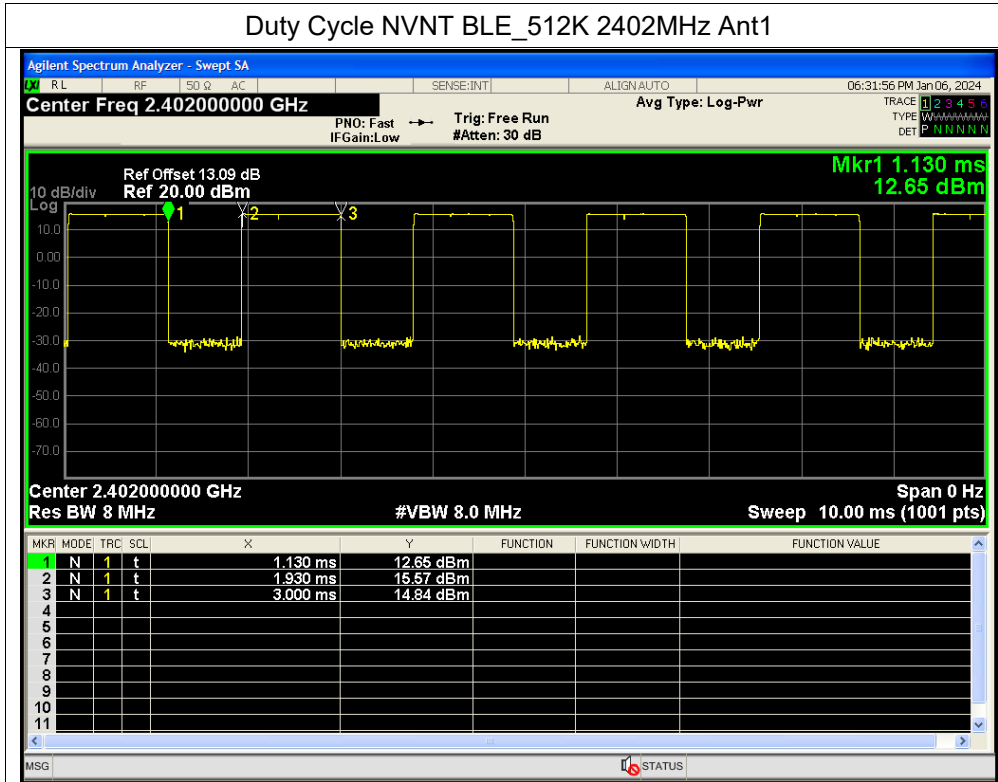 Duty Cycle NVNT BLE_512K 2402MHz Ant1
Agilent Spectrum Analyzer - Swept SA
LXI RL RF 50 Ω AC SENSE:INT ALIGNAUTO 06:31:56 PM Jan 06, 2024
Center Freq 2.402000000 GHz Avg Type: Log-Pwr TRACE 1 2 3 4 5 6
PNO: Fast Trig: Free Run TYPE WWWWWW
IFGain:Low #Atten: 30 dB DET P N N N N N
Mkr1 1.130 ms
Ref Offset 13.09 dB
10 dB/div Ref 20.00 dBm 12.65 dBm
Log
1 2 3
10.0
0.00
-10.0
-20.0
-30.0
-40.0
-50.0
-60.0
-70.0
Center 2.402000000 GHz Span 0 Hz
Res BW 8 MHz #VBW 8.0 MHz Sweep 10.00 ms (1001 pts)
MKR MODE TRC SCL X Y FUNCTION FUNCTION WIDTH FUNCTION VALUE
1 N 1 t 1.130 ms 12.65 dBm
2 N 1 t 1.930 ms 15.57 dBm
3 N 1 t 3.000 ms 14.84 dBm
4
5
6
7
8
9
10
11
MSG STATUS